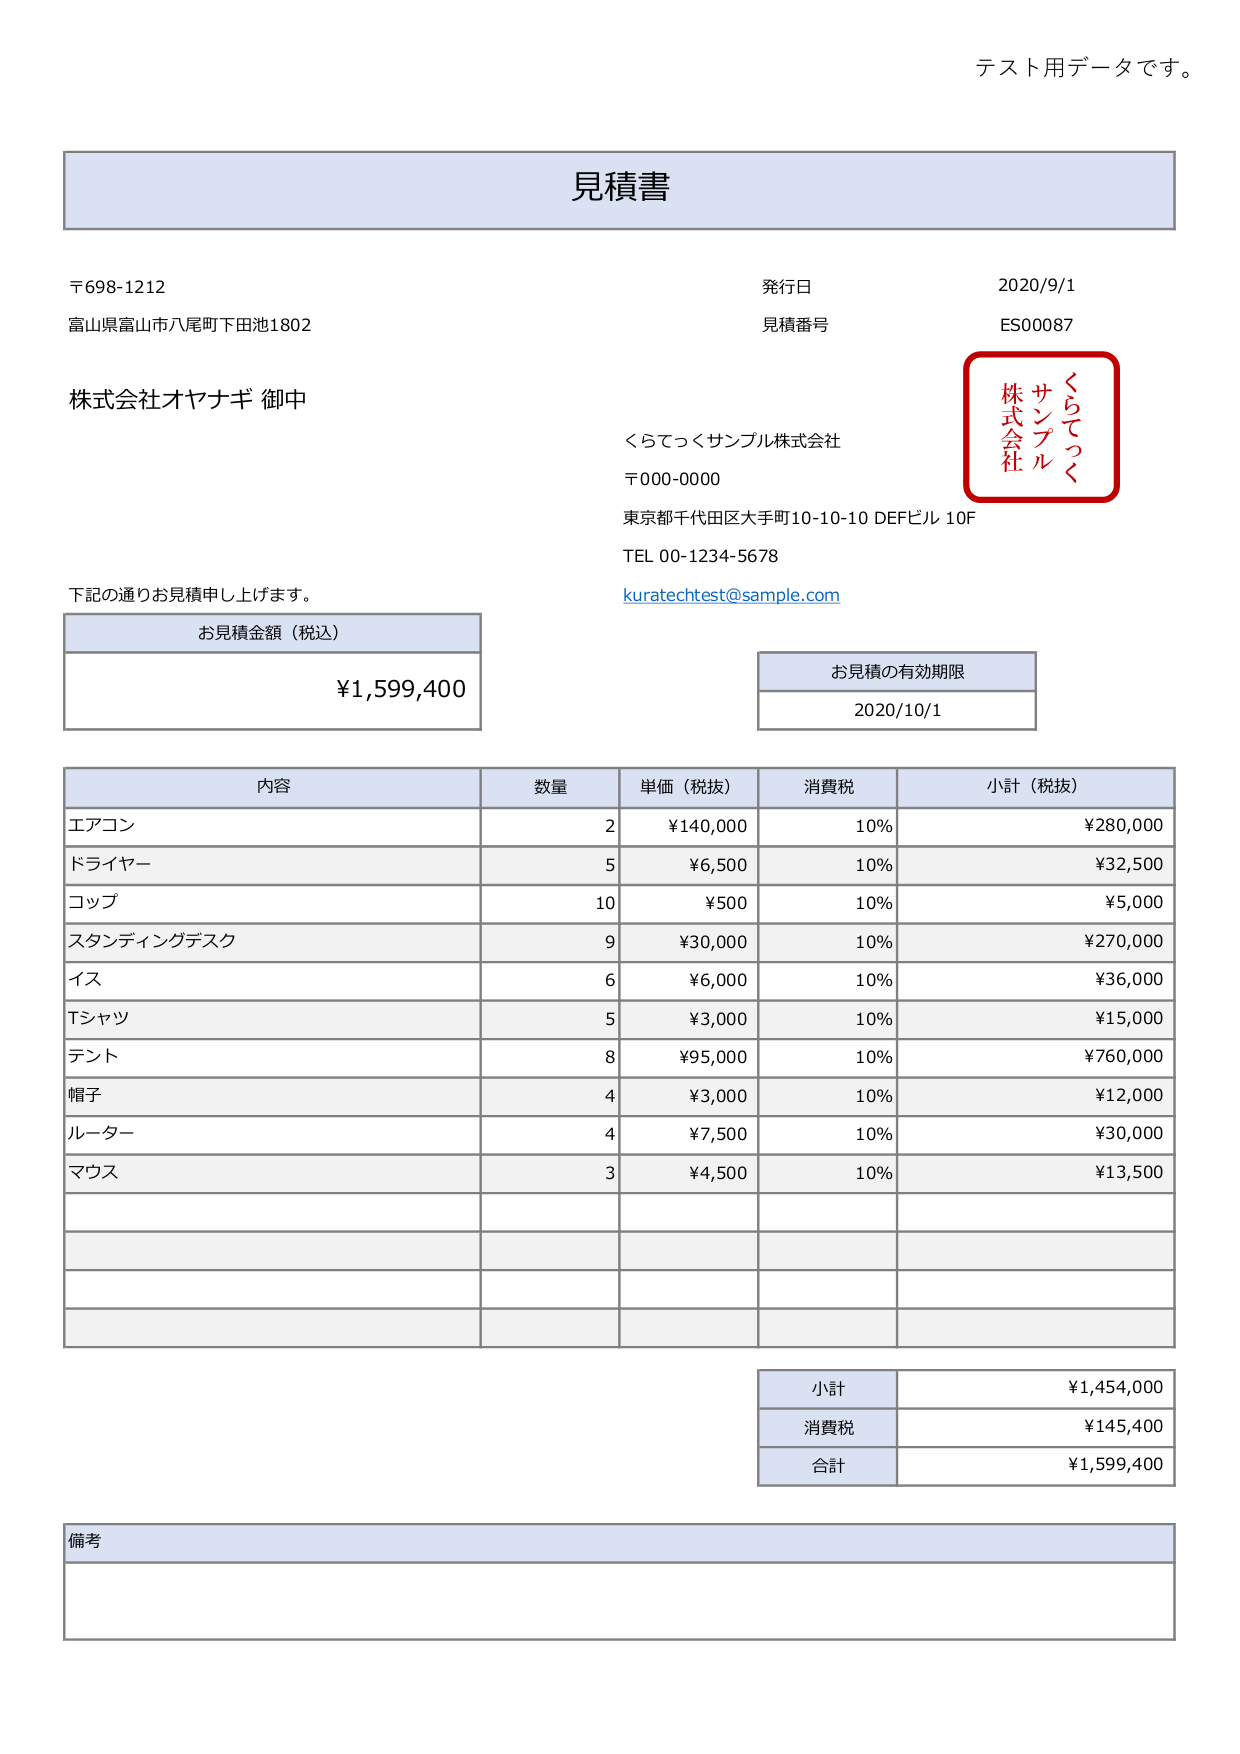 テスト用データです。
見積書
〒698-1212
富山県富山市八尾町下田池1802
発行日 2020/9/1
見積番号 ES00087
株式会社オヤナギ 御中
くらてっく
サンプル
株式会社
くらてっくサンプル株式会社
〒000-0000
東京都千代田区大手町10-10-10 DEFビル 10F
TEL 00-1234-5678
kuratechtest@sample.com
下記の通りお見積申し上げます。
お見積金額（税込）
¥1,599,400
お見積の有効期限
2020/10/1
内容 数量 単価（税抜） 消費税 小計（税抜）
エアコン 2 ¥140,000 10% ¥280,000
ドライヤー 5 ¥6,500 10% ¥32,500
コップ 10 ¥500 10% ¥5,000
スタンディングデスク 9 ¥30,000 10% ¥270,000
イス 6 ¥6,000 10% ¥36,000
Tシャツ 5 ¥3,000 10% ¥15,000
テント 8 ¥95,000 10% ¥760,000
帽子 4 ¥3,000 10% ¥12,000
ルーター 4 ¥7,500 10% ¥30,000
マウス 3 ¥4,500 10% ¥13,500
小計 ¥1,454,000
消費税 ¥145,400
合計 ¥1,599,400
備考